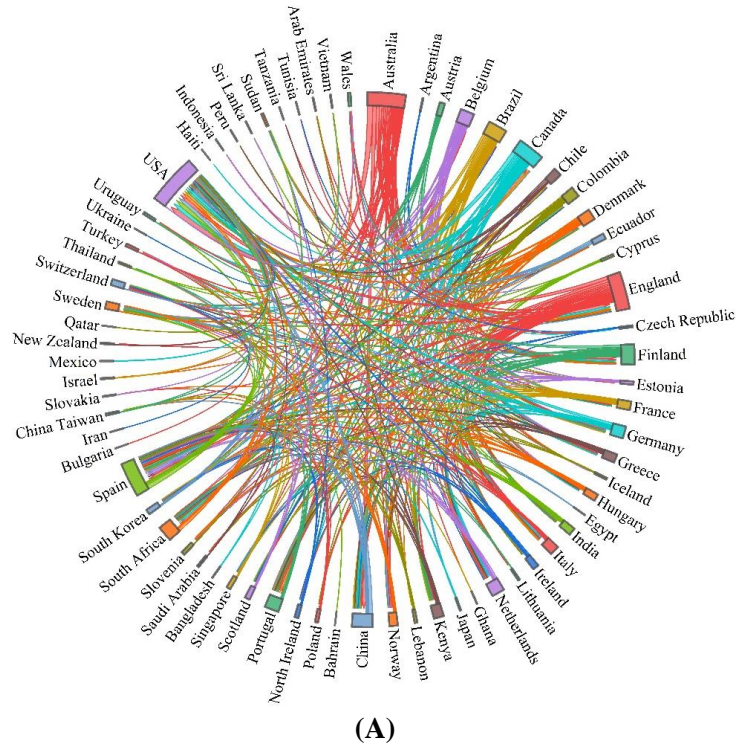 Australia
Argentina
Austria
Belgium
Brazil
Canada
Chile
Colombia
Denmark
Ecuador
Cyprus
England
Czech Republic
Finland
Estonia
France
Germany
Greece
Iceland
Hungary
Egypt
India
Italy
Ireland
Lithuania
Netherlands
Ghana
Japan
Kenya
Lebanon
Norway
China
Bahrain
Poland
North Ireland
Portugal
Scotland
Singapore
Bangladesh
Saudi Arabia
Slovenia
South Africa
South Korea
Spain
Bulgaria
Iran
China Taiwan
Slovakia
Israel
Mexico
New Zealand
Qatar
Sweden
Switzerland
Thailand
Turkey
Ukraine
Uruguay
USA
Haiti
Indonesia
Peru
Sri Lanka
Sudan
Tanzania
Tunisia
Arab Emirates
Vietnam
Wales
(A)